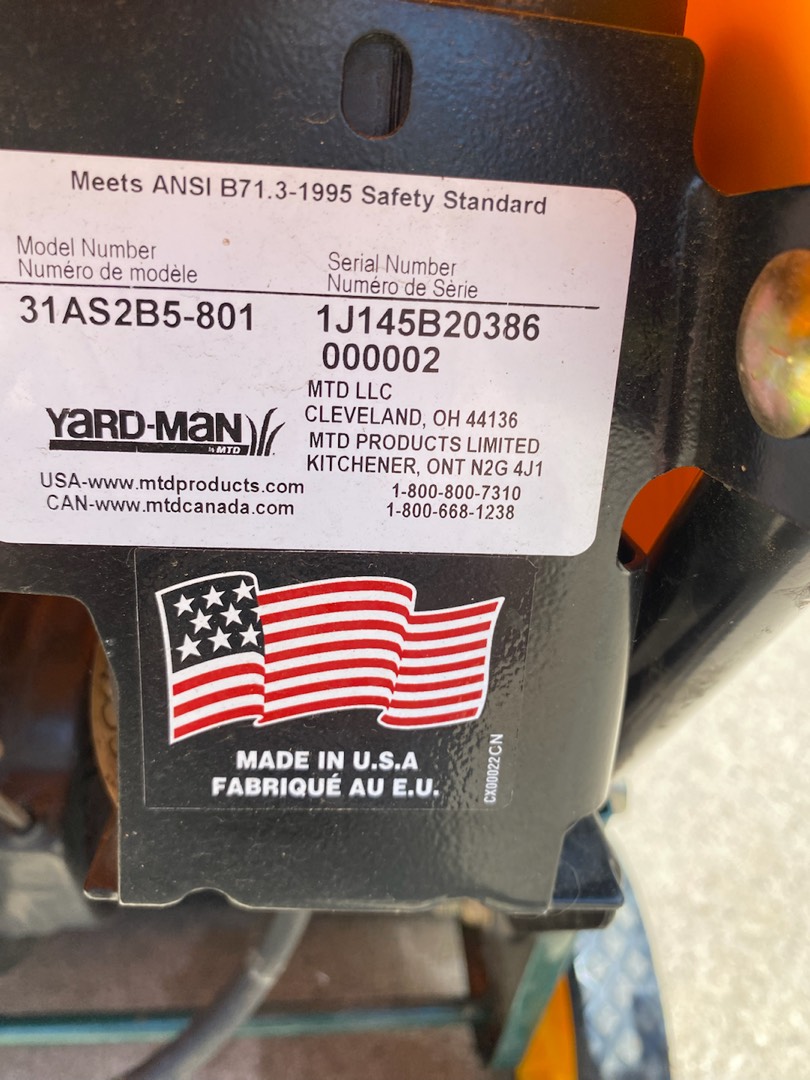 Meets ANSI B71.3-1995 Safety Standard
Model Number
Numéro de modèle
Serial Number
Numéro de Série
31AS2B5-801
1J145B20386
000002
YARD-MAN
by MTD
MTD LLC
CLEVELAND, OH 44136
MTD PRODUCTS LIMITED
KITCHENER, ONT N2G 4J1
USA-www.mtdproducts.com
1-800-800-7310
CAN-www.mtdcanada.com
1-800-668-1238
MADE IN U.S.A
FABRIQUÉ AU E.U.
CX00022CN